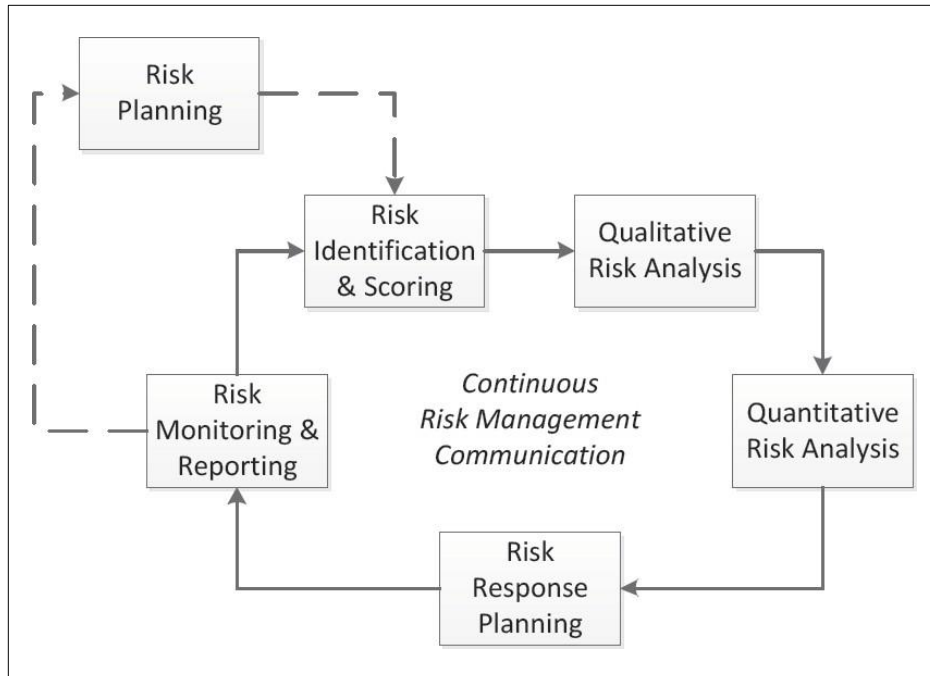 Risk
Planning
Risk
Identification
& Scoring
Qualitative
Risk Analysis
Quantitative
Risk Analysis
Risk
Response
Planning
Risk
Monitoring &
Reporting
Continuous
Risk Management
Communication